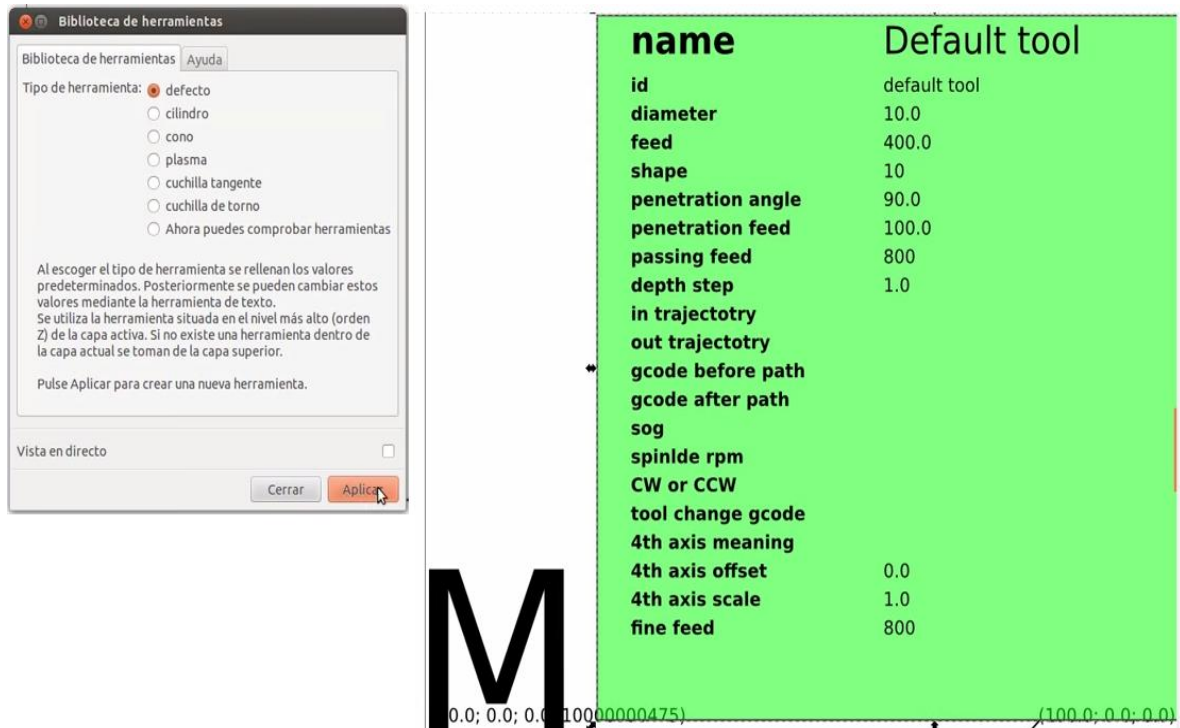 Biblioteca de herramientas
Biblioteca de herramientas Ayuda
Tipo de herramienta: defecto
cilindro
cono
plasma
cuchilla tangente
cuchilla de torno
Ahora puedes comprobar herramientas
Al escoger el tipo de herramienta se rellenan los valores
predeterminados. Posteriormente se pueden cambiar estos
valores mediante la herramienta de texto.
Se utiliza la herramienta situada en el nivel más alto (orden
Z) de la capa activa. Si no existe una herramienta dentro de
la capa actual se toman de la capa superior.
Pulse Aplicar para crear una nueva herramienta.
Vista en directo
Cerrar Aplicar
name Default tool
id default tool
diameter 10.0
feed 400.0
shape 10
penetration angle 90.0
penetration feed 100.0
passing feed 800
depth step 1.0
in trajectotry
out trajectotry
gcode before path
gcode after path
sog
spinlde rpm
CW or CCW
tool change gcode
4th axis meaning
4th axis offset 0.0
4th axis scale 1.0
fine feed 800
M
0.0; 0.0; 0.0 10000000475) (100.0; 0.0; 0.0)